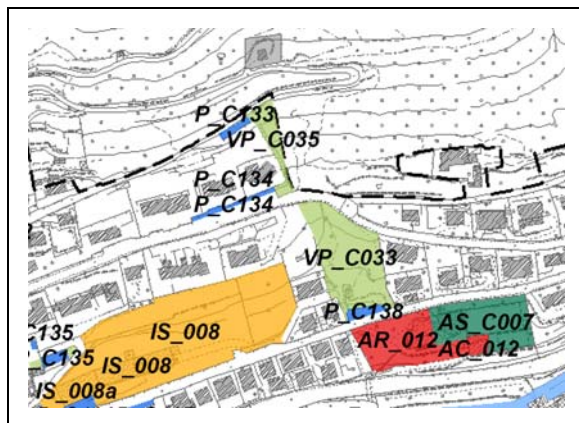 P_C133
VP_C035
P_C134
P_C134
VP_C033
P_C138
AS_C007
AR_012
AC_012
IS_008
C135
C135
IS_008
IS_008a